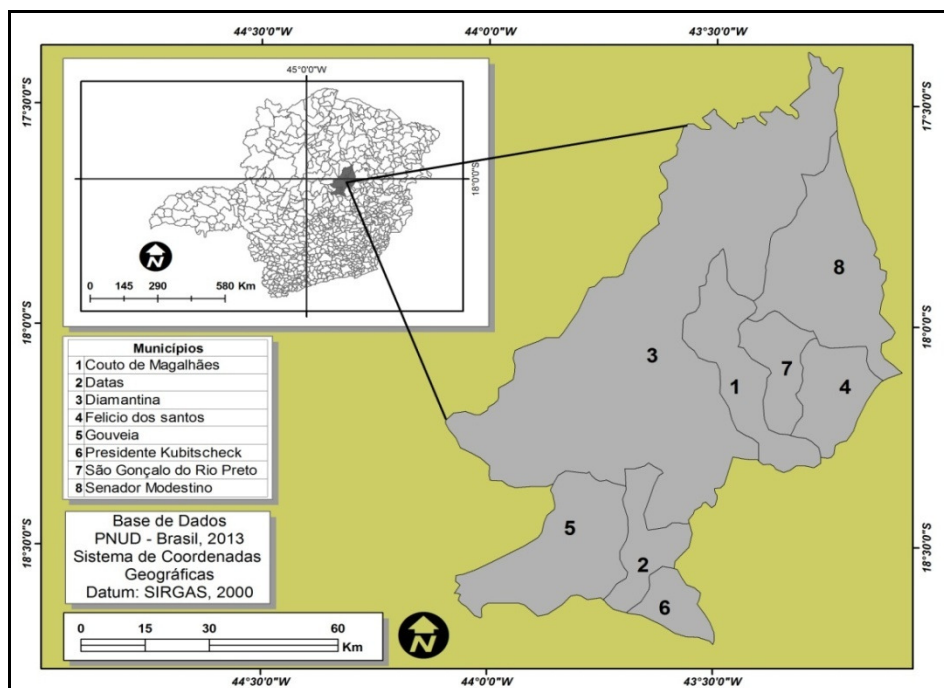 44°30'0"W 44°0'0"W 43°30'0"W
45°0'0"W
17°30'0"S
17°30'0"S
18°0'0"S
N
0 145 290 580 Km
18°0'0"S
18°0'0"S
Municípios
1 Couto de Magalhães
2 Datas
3 Diamantina
4 Felicio dos santos
5 Gouveia
6 Presidente Kubitscheck
7 São Gonçalo do Rio Preto
8 Senador Modestino
8
3
7
1
4
5
2
6
Base de Dados
PNUD - Brasil, 2013
Sistema de Coordenadas
Geográficas
Datum: SIRGAS, 2000
18°30'0"S
18°30'0"S
0 15 30 60
Km
N
44°30'0"W 44°0'0"W 43°30'0"W